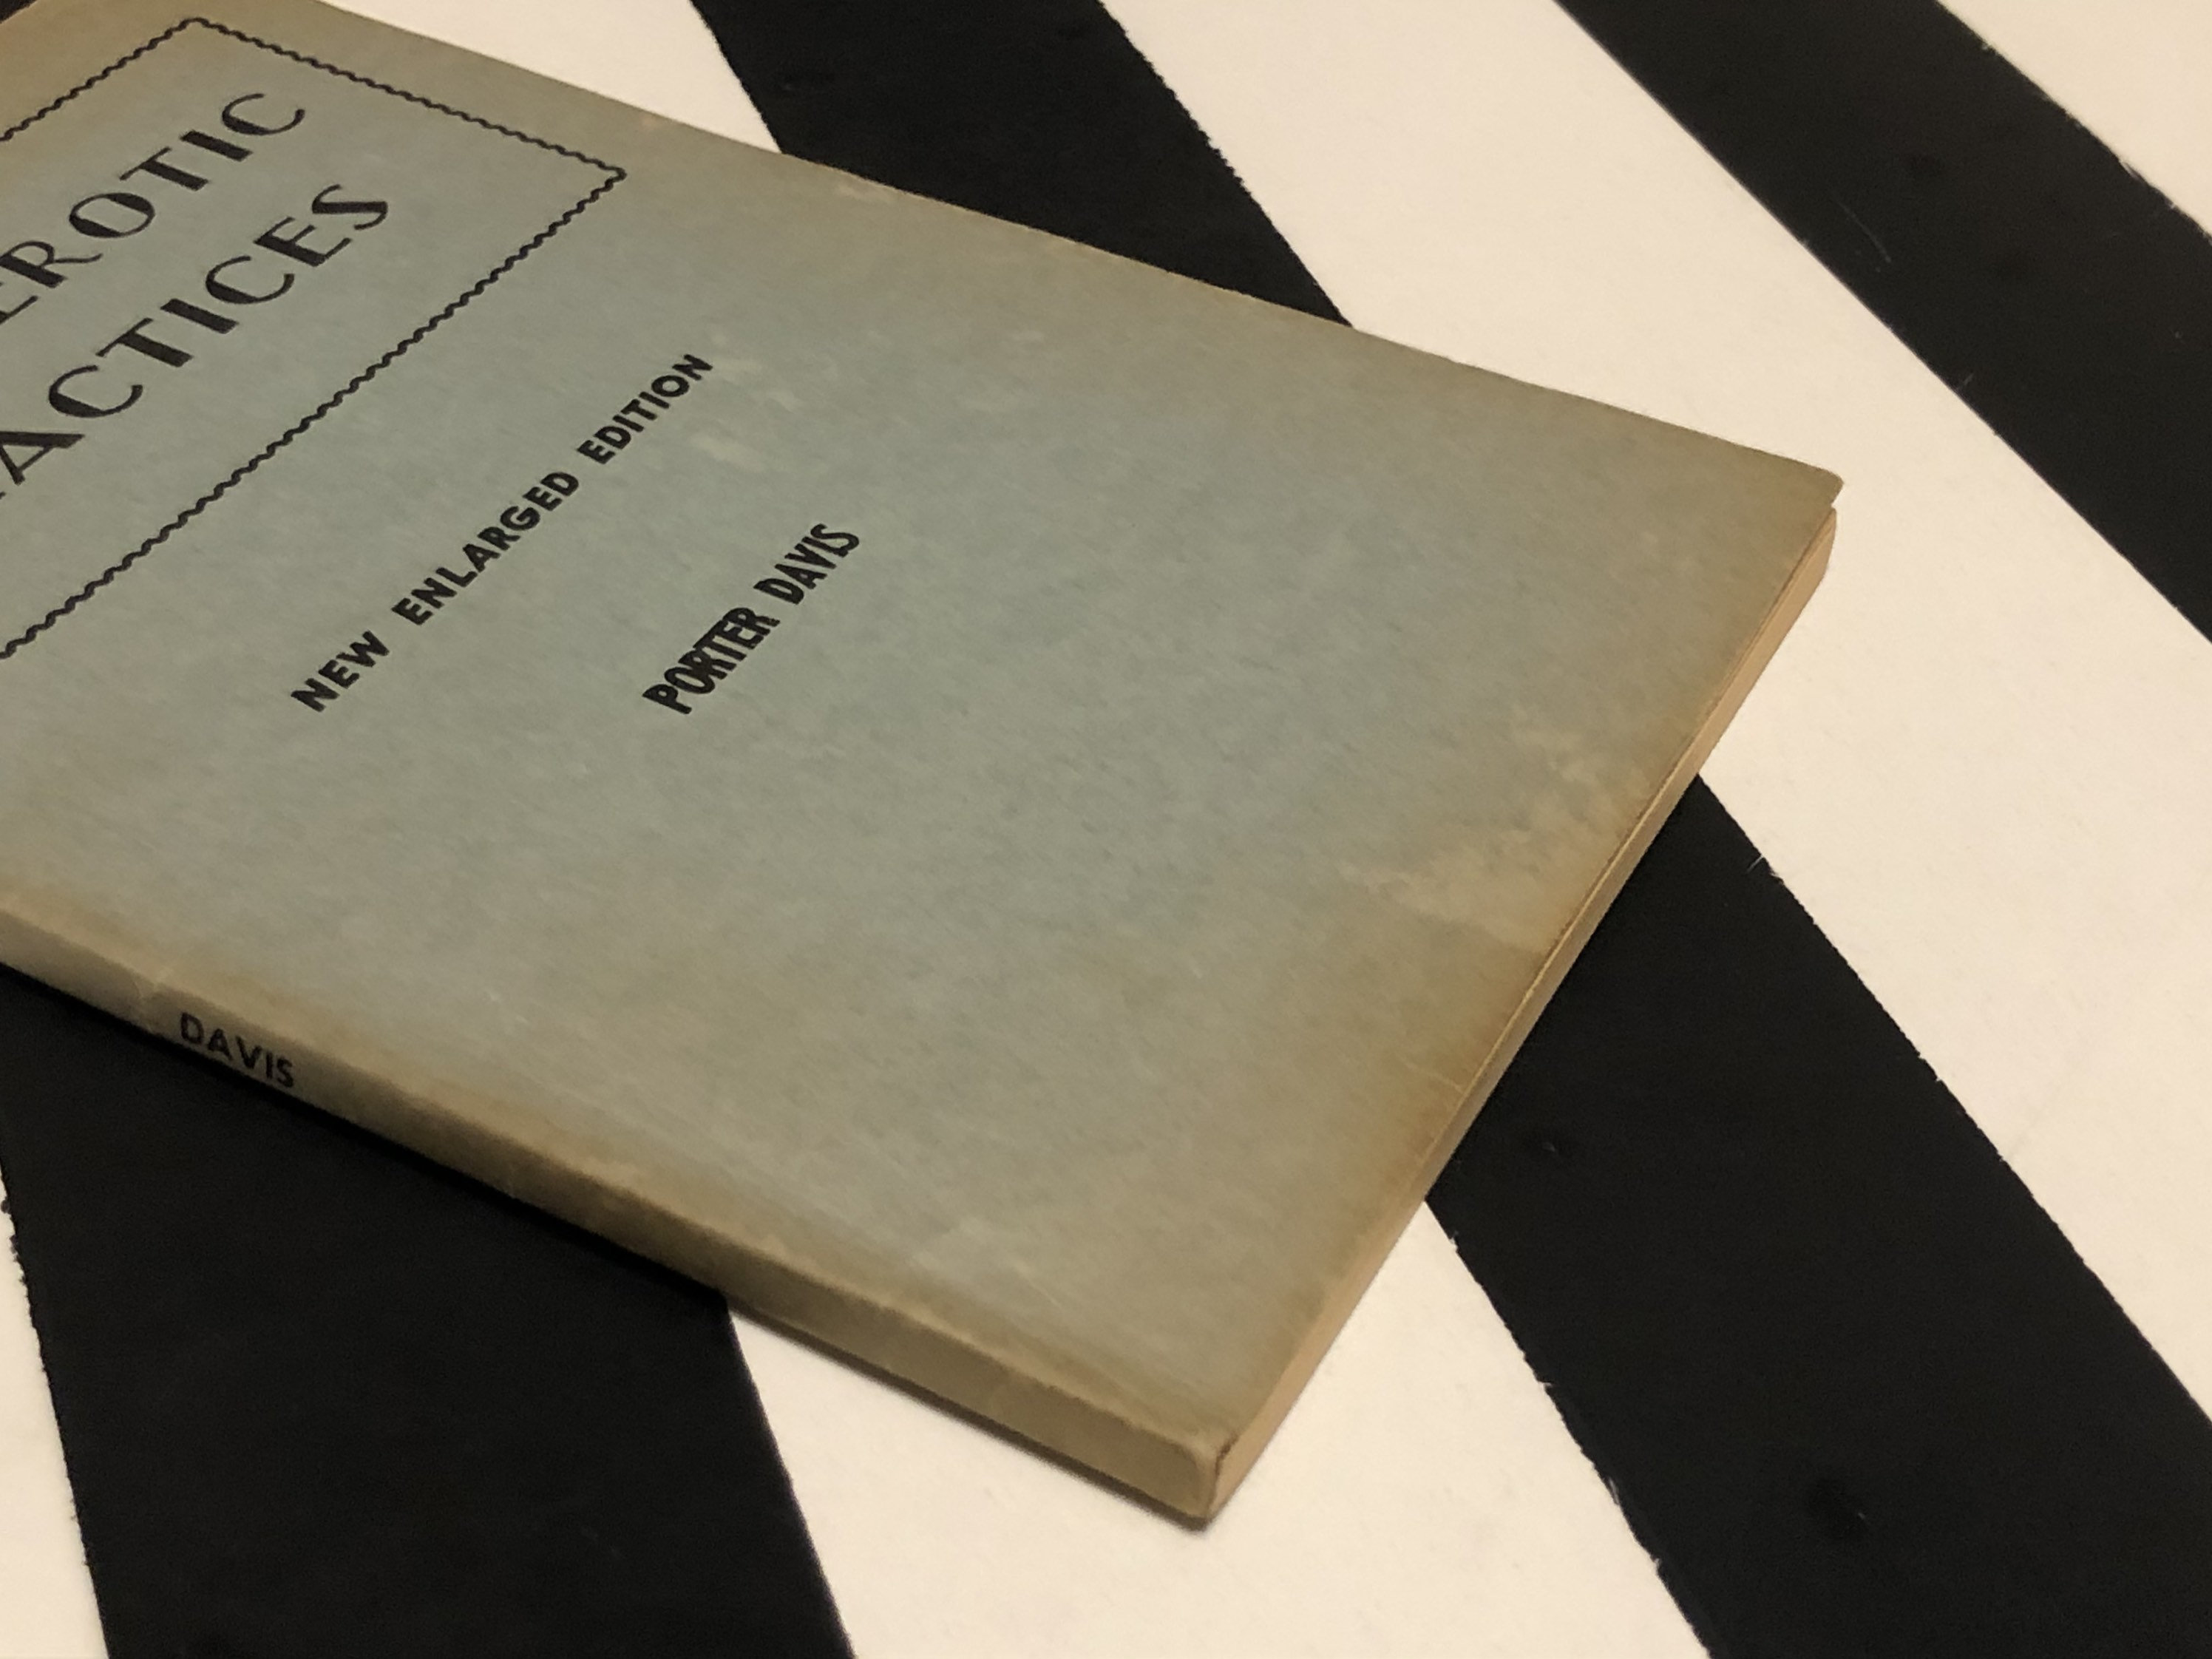 EROTIC
ACTICES
NEW ENLARGED EDITION
PORTER DAVIS
DAVIS